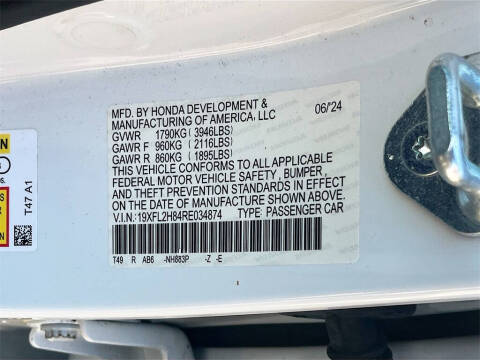 MFD. BY HONDA DEVELOPMENT &
MANUFACTURING OF AMERICA, LLC 06/24
GVWR 1790KG (3946LBS)
GAWR F 960KG (2116LBS)
GAWR R 860KG (1895LBS)
THIS VEHICLE CONFORMS TO ALL APPLICABLE
FEDERAL MOTOR VEHICLE SAFETY, BUMPER,
AND THEFT PREVENTION STANDARDS IN EFFECT
ON THE DATE OF MANUFACTURE SHOWN ABOVE.
V.I.N.:19XFL2H84RE034874 TYPE: PASSENGER CAR
T49 R AB6 -NH883P -Z -E
T47 A1